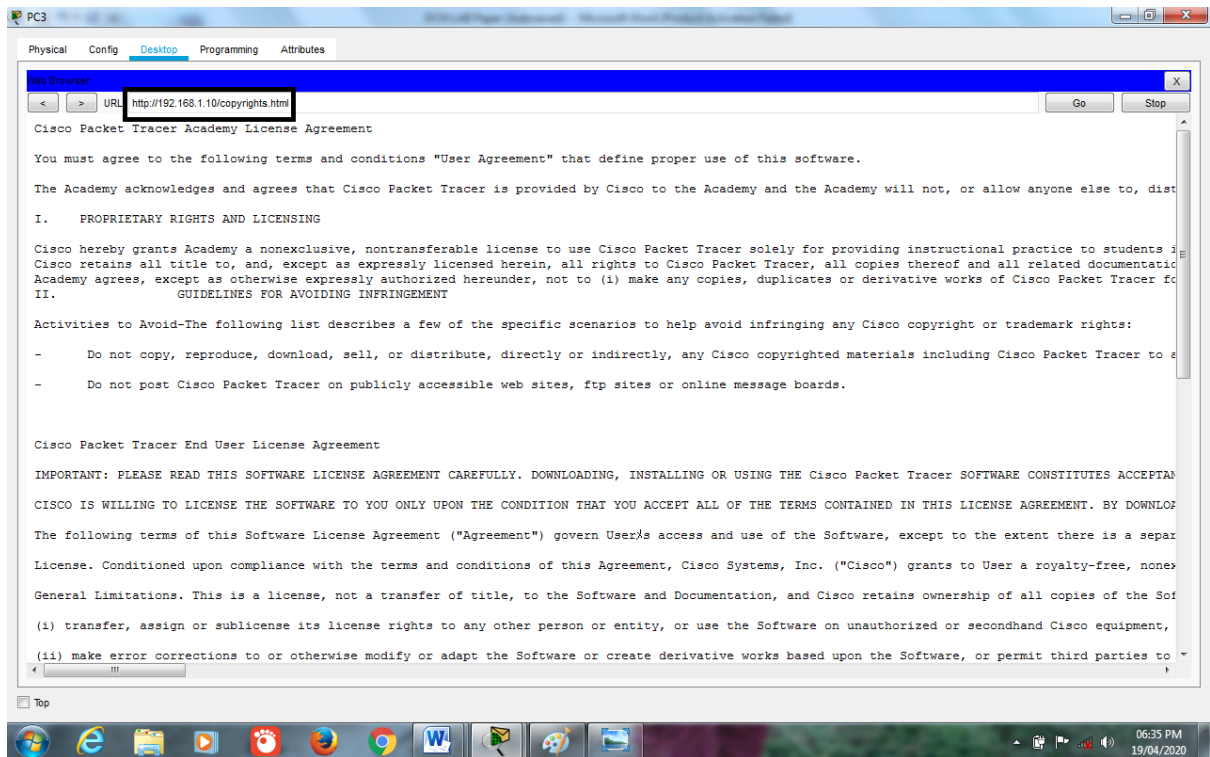 PC3
Physical Config Desktop Programming Attributes
Web Browser
X
< > URL http://192.168.1.10/copyrights.html Go Stop
Cisco Packet Tracer Academy License Agreement
You must agree to the following terms and conditions "User Agreement" that define proper use of this software.
The Academy acknowledges and agrees that Cisco Packet Tracer is provided by Cisco to the Academy and the Academy will not, or allow anyone else to, dist
I. PROPRIETARY RIGHTS AND LICENSING
Cisco hereby grants Academy a nonexclusive, nontransferable license to use Cisco Packet Tracer solely for providing instructional practice to students i
Cisco retains all title to, and, except as expressly licensed herein, all rights to Cisco Packet Tracer, all copies thereof and all related documentatic
Academy agrees, except as otherwise expressly authorized hereunder, not to (i) make any copies, duplicates or derivative works of Cisco Packet Tracer fo
II. GUIDELINES FOR AVOIDING INFRINGEMENT
Activities to Avoid-The following list describes a few of the specific scenarios to help avoid infringing any Cisco copyright or trademark rights:
- Do not copy, reproduce, download, sell, or distribute, directly or indirectly, any Cisco copyrighted materials including Cisco Packet Tracer to a
- Do not post Cisco Packet Tracer on publicly accessible web sites, ftp sites or online message boards.
Cisco Packet Tracer End User License Agreement
IMPORTANT: PLEASE READ THIS SOFTWARE LICENSE AGREEMENT CAREFULLY. DOWNLOADING, INSTALLING OR USING THE Cisco Packet Tracer SOFTWARE CONSTITUTES ACCEPTAN
CISCO IS WILLING TO LICENSE THE SOFTWARE TO YOU ONLY UPON THE CONDITION THAT YOU ACCEPT ALL OF THE TERMS CONTAINED IN THIS LICENSE AGREEMENT. BY DOWNLOA
The following terms of this Software License Agreement ("Agreement") govern User's access and use of the Software, except to the extent there is a separ
License. Conditioned upon compliance with the terms and conditions of this Agreement, Cisco Systems, Inc. ("Cisco") grants to User a royalty-free, nonex
General Limitations. This is a license, not a transfer of title, to the Software and Documentation, and Cisco retains ownership of all copies of the Sof
(i) transfer, assign or sublicense its license rights to any other person or entity, or use the Software on unauthorized or secondhand Cisco equipment,
(ii) make error corrections to or otherwise modify or adapt the Software or create derivative works based upon the Software, or permit third parties to
Top
06:35 PM
19/04/2020